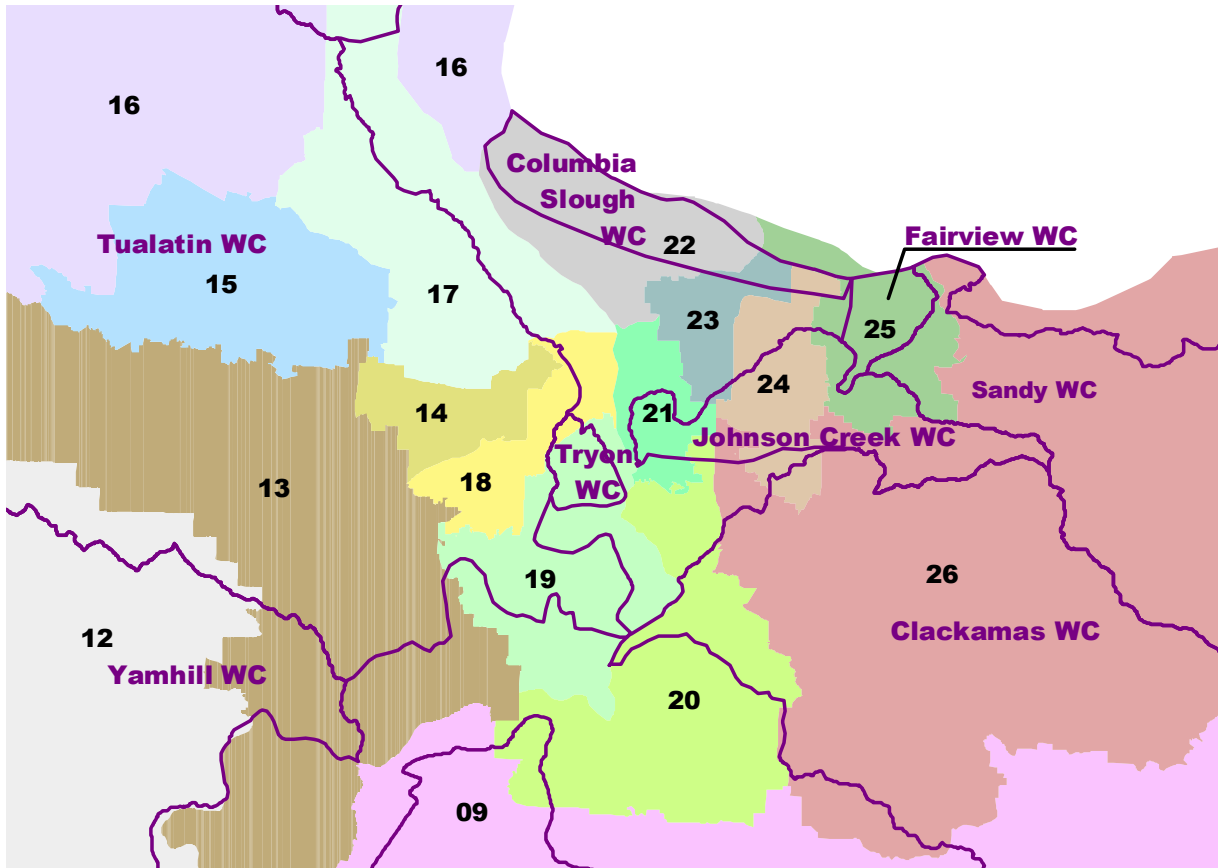 16
16
Columbia
Slough
WC
Fairview WC
Tualatin WC
22
15
17
23
25
24
Sandy WC
14
21
Johnson Creek WC
Tryon
WC
18
13
19
26
12
Clackamas WC
Yamhill WC
20
09